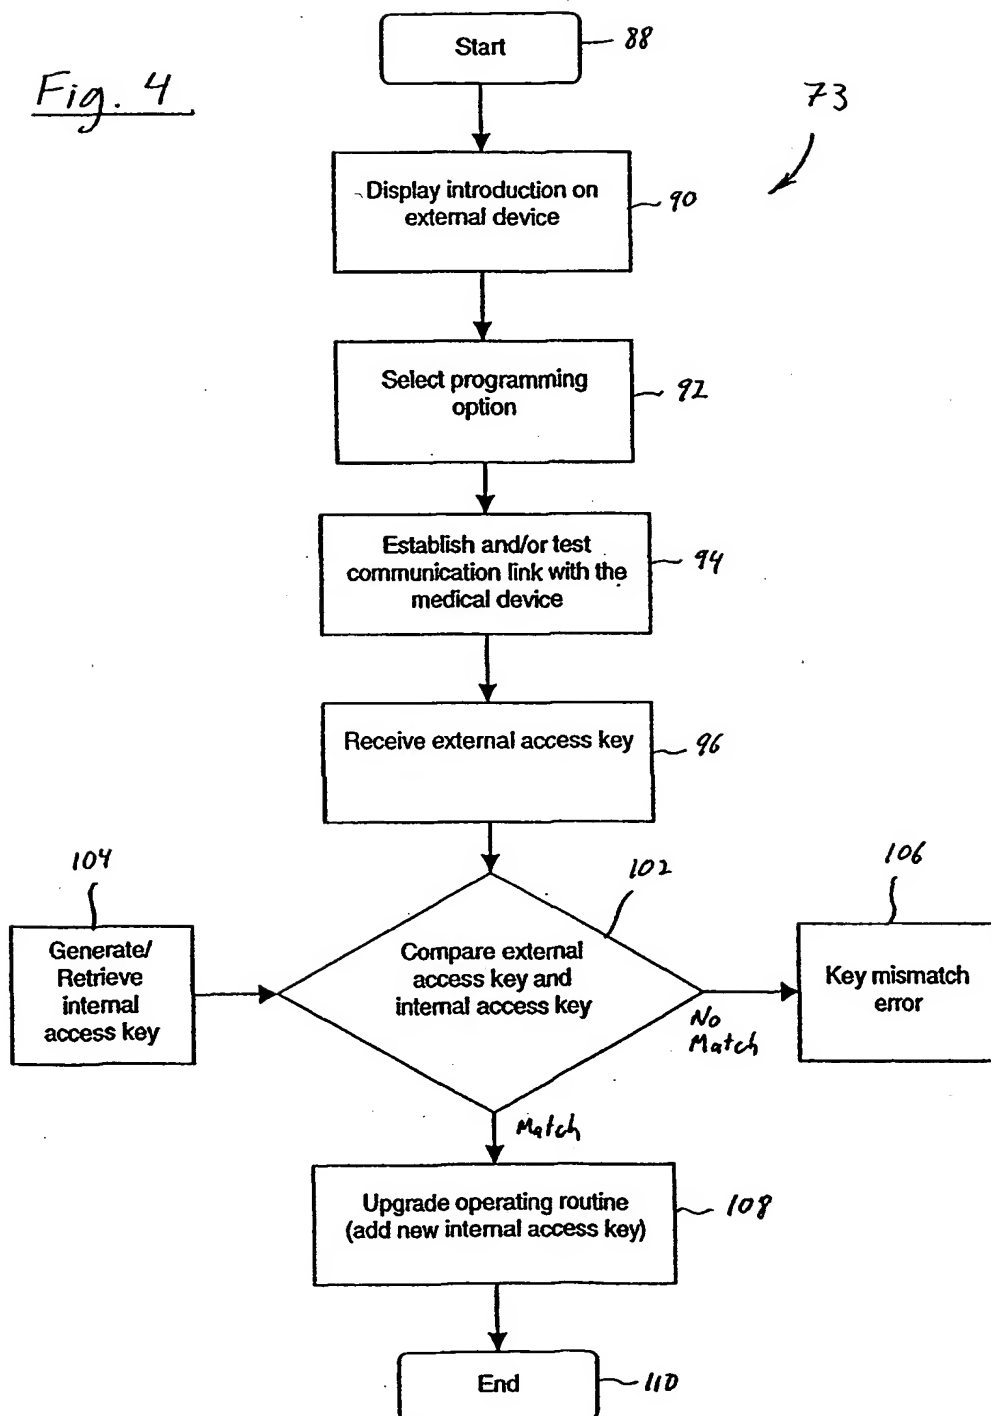 Fig. 4
Start
88
73
Display introduction on
external device
90
Select programming
option
92
Establish and/or test
communication link with the
medical device
94
Receive external access key
96
104
102
106
Generate/
Retrieve
internal
access key
Compare external
access key and
internal access key
Key mismatch
error
No
Match
Match
Upgrade operating routine
(add new internal access key)
108
End
110